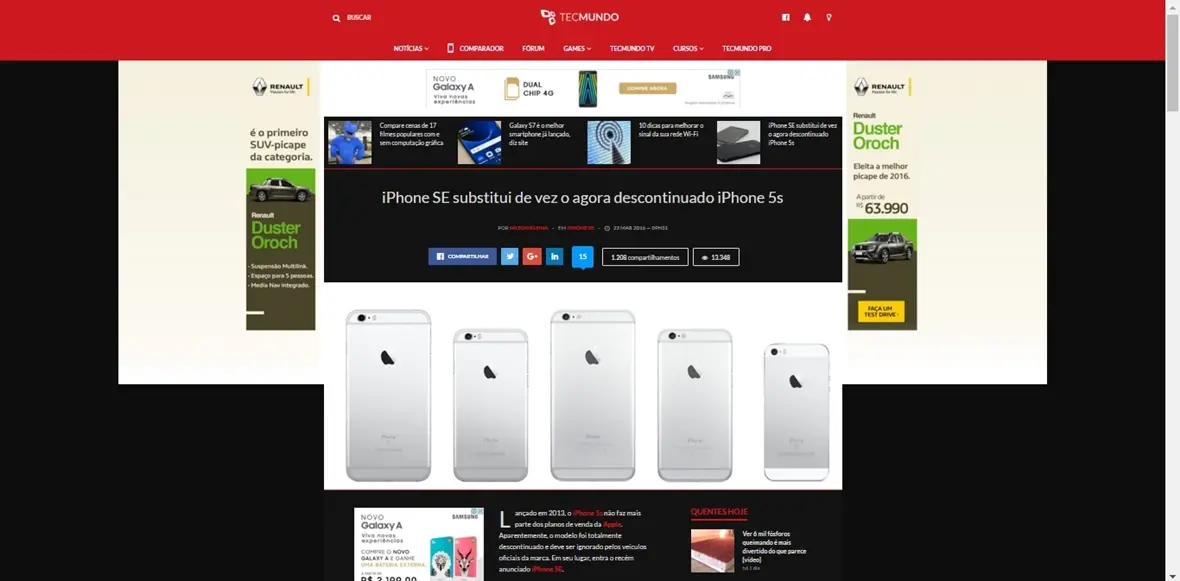 BUSCAR
TECMUNDO
NOTÍCIAS
COMPARADOR
FÓRUM
GAMES
TECMUNDO TV
CURSOS
TECMUNDO PRO
RENAULT
é o primeiro
SUV-picape
da categoria.
Renault
Duster
Oroch
• Suspensão Multilink.
• Espaço para 5 pessoas.
• Media Nav integrado.
NOVO
Galaxy A
Viva novas
experiências
DUAL
CHIP 4G
COMPRE AGORA
SAMSUNG
RENAULT
Renault
Duster
Oroch
Eleita a melhor
picape de 2016.
A partir de
R$ 63.990
FAÇA UM
TEST DRIVE
Compare cenas de 17
filmes populares com e
sem computação gráfica
Galaxy S7 é o melhor
smartphone já lançado,
diz site
10 dicas para melhorar o
sinal da sua rede Wi-Fi
iPhone SE substitui de vez
o agora descontinuado
iPhone 5s
iPhone SE substitui de vez o agora descontinuado iPhone 5s
POR
EM IPHONE SE
23 MAR 2016 — 09H51
COMPARTILHAR
G+
in
15
1.208 compartilhamentos
13.348
NOVO
Galaxy A
Viva novas
experiências
SAMSUNG
COMPRE O NOVO
GALAXY A E GANHE
UMA BATERIA EXTERNA.
A PARTIR DE
R$ 2.199,00
Lançado em 2013, o iPhone 5s não faz mais
parte dos planos de venda da Apple.
Aparentemente, o modelo foi totalmente
descontinuado e deve ser ignorado pelos veículos
oficiais da marca. Em seu lugar, entra o recém
anunciado iPhone SE.
QUENTES HOJE
Ver 6 mil fósforos
queimando é mais
divertido do que parece
[vídeo]
há 1 dia